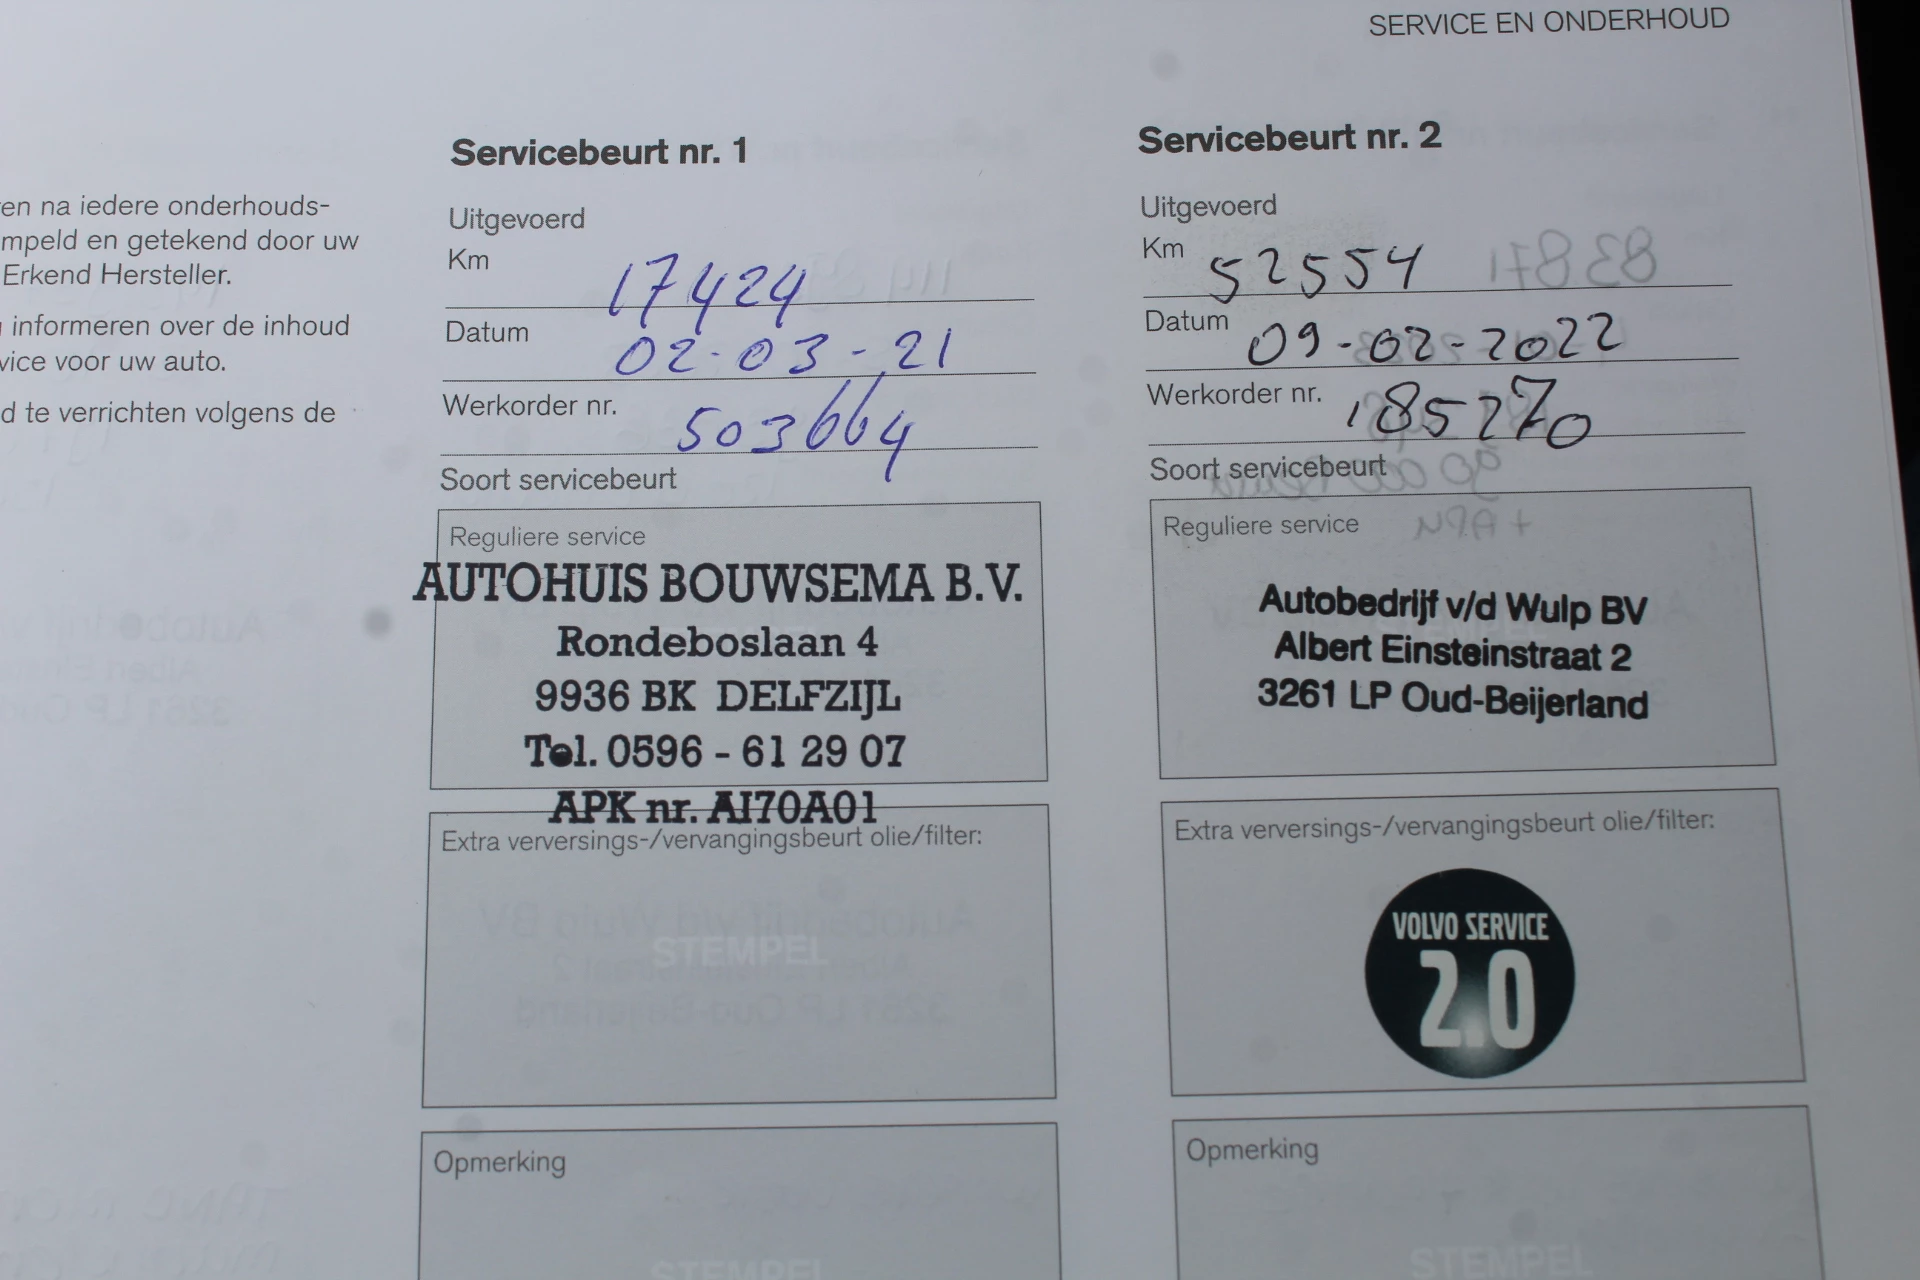 SERVICE EN ONDERHOUD
en na iedere onderhouds-
mpeld en getekend door uw
Erkend Hersteller.
informeren over de inhoud
vice voor uw auto.
d te verrichten volgens de
Servicebeurt nr. 1
Uitgevoerd
Km 17424
Datum 02-03-21
Werkorder nr. 503664
Soort servicebeurt
Reguliere service
AUTOHUIS BOUWSEMA B.V.
Rondeboslaan 4
9936 BK DELFZIJL
Tel. 0596 - 61 29 07
APK nr. AI70A01
Extra verversings-/vervangingsbeurt olie/filter:
STEMPEL
Opmerking
STEMPEL
Servicebeurt nr. 2
Uitgevoerd
Km 52554
Datum 09-02-2022
Werkorder nr. 185270
Soort servicebeurt
Reguliere service
Autobedrijf v/d Wulp BV
Albert Einsteinstraat 2
3261 LP Oud-Beijerland
Extra verversings-/vervangingsbeurt olie/filter:
VOLVO SERVICE
2.0
Opmerking
STEMPEL